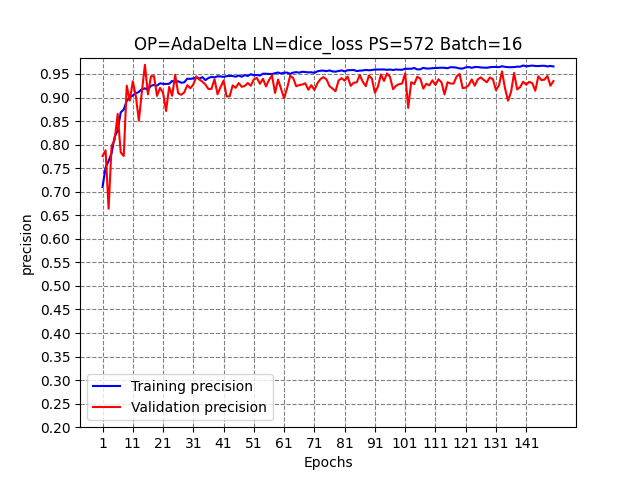 OP=AdaDelta LN=dice_loss PS=572 Batch=16
0.95
0.90
0.85
0.80
0.75
0.70
0.65
0.60
0.55
0.50
0.45
0.40
0.35
0.30
0.25
0.20
precision
Training precision
Validation precision
1 11 21 31 41 51 61 71 81 91 101 111 121 131 141
Epochs